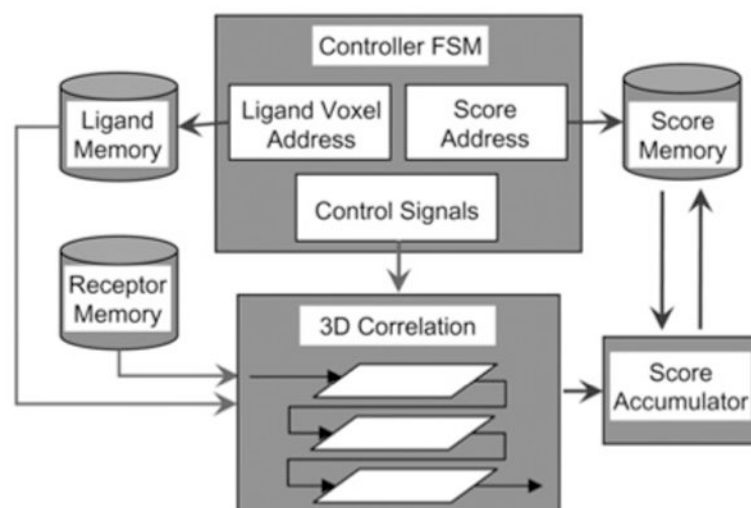 Controller FSM
Ligand
Memory
Ligand Voxel
Address
Score
Address
Score
Memory
Control Signals
Receptor
Memory
3D Correlation
Score
Accumulator